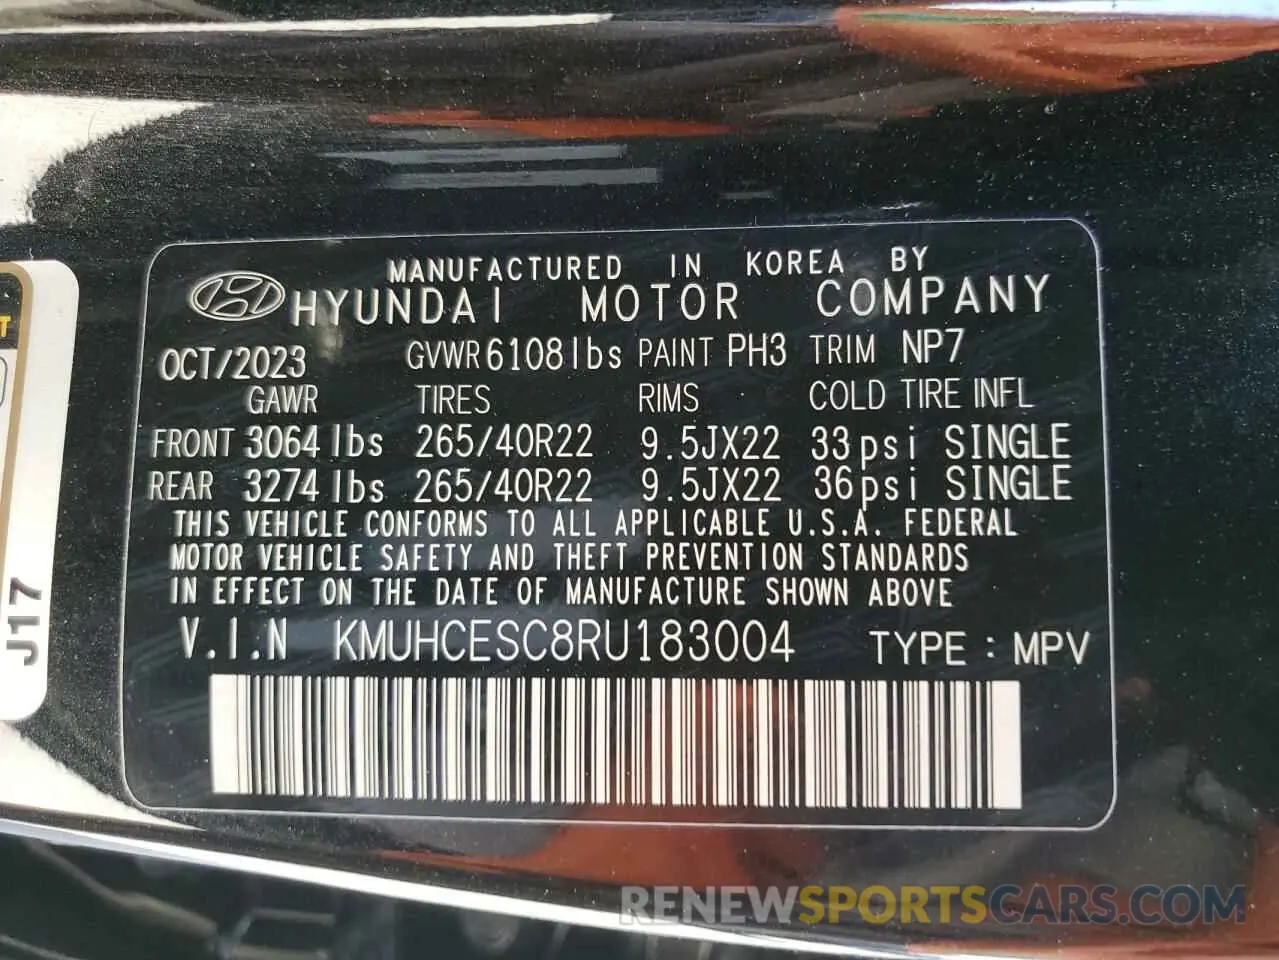 MANUFACTURED IN KOREA BY
HYUNDAI MOTOR COMPANY
OCT/2023 GVWR 6108lbs PAINT PH3 TRIM NP7
GAWR TIRES RIMS COLD TIRE INFL
FRONT 3064 lbs 265/40R22 9.5JX22 33psi SINGLE
REAR 3274 lbs 265/40R22 9.5JX22 36psi SINGLE
THIS VEHICLE CONFORMS TO ALL APPLICABLE U.S.A. FEDERAL
MOTOR VEHICLE SAFETY AND THEFT PREVENTION STANDARDS
IN EFFECT ON THE DATE OF MANUFACTURE SHOWN ABOVE
V.I.N KMUHCESC8RU183004 TYPE : MPV
J17
RENEWSPORTSCARS.COM